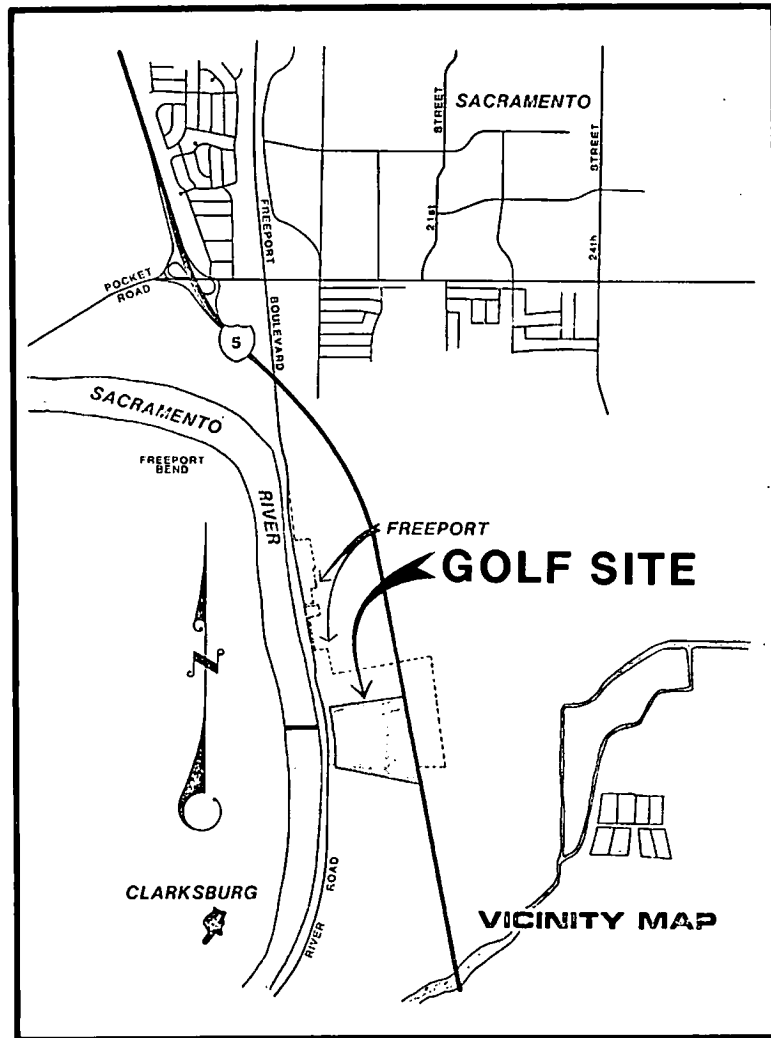 SACRAMENTO
STREET
STREET
21st
24th
FREEPORT
BOULEVARD
POCKET
ROAD
5
SACRAMENTO
RIVER
FREEPORT
BEND
FREEPORT
GOLF SITE
N
CLARKSBURG
RIVER
ROAD
VICINITY MAP